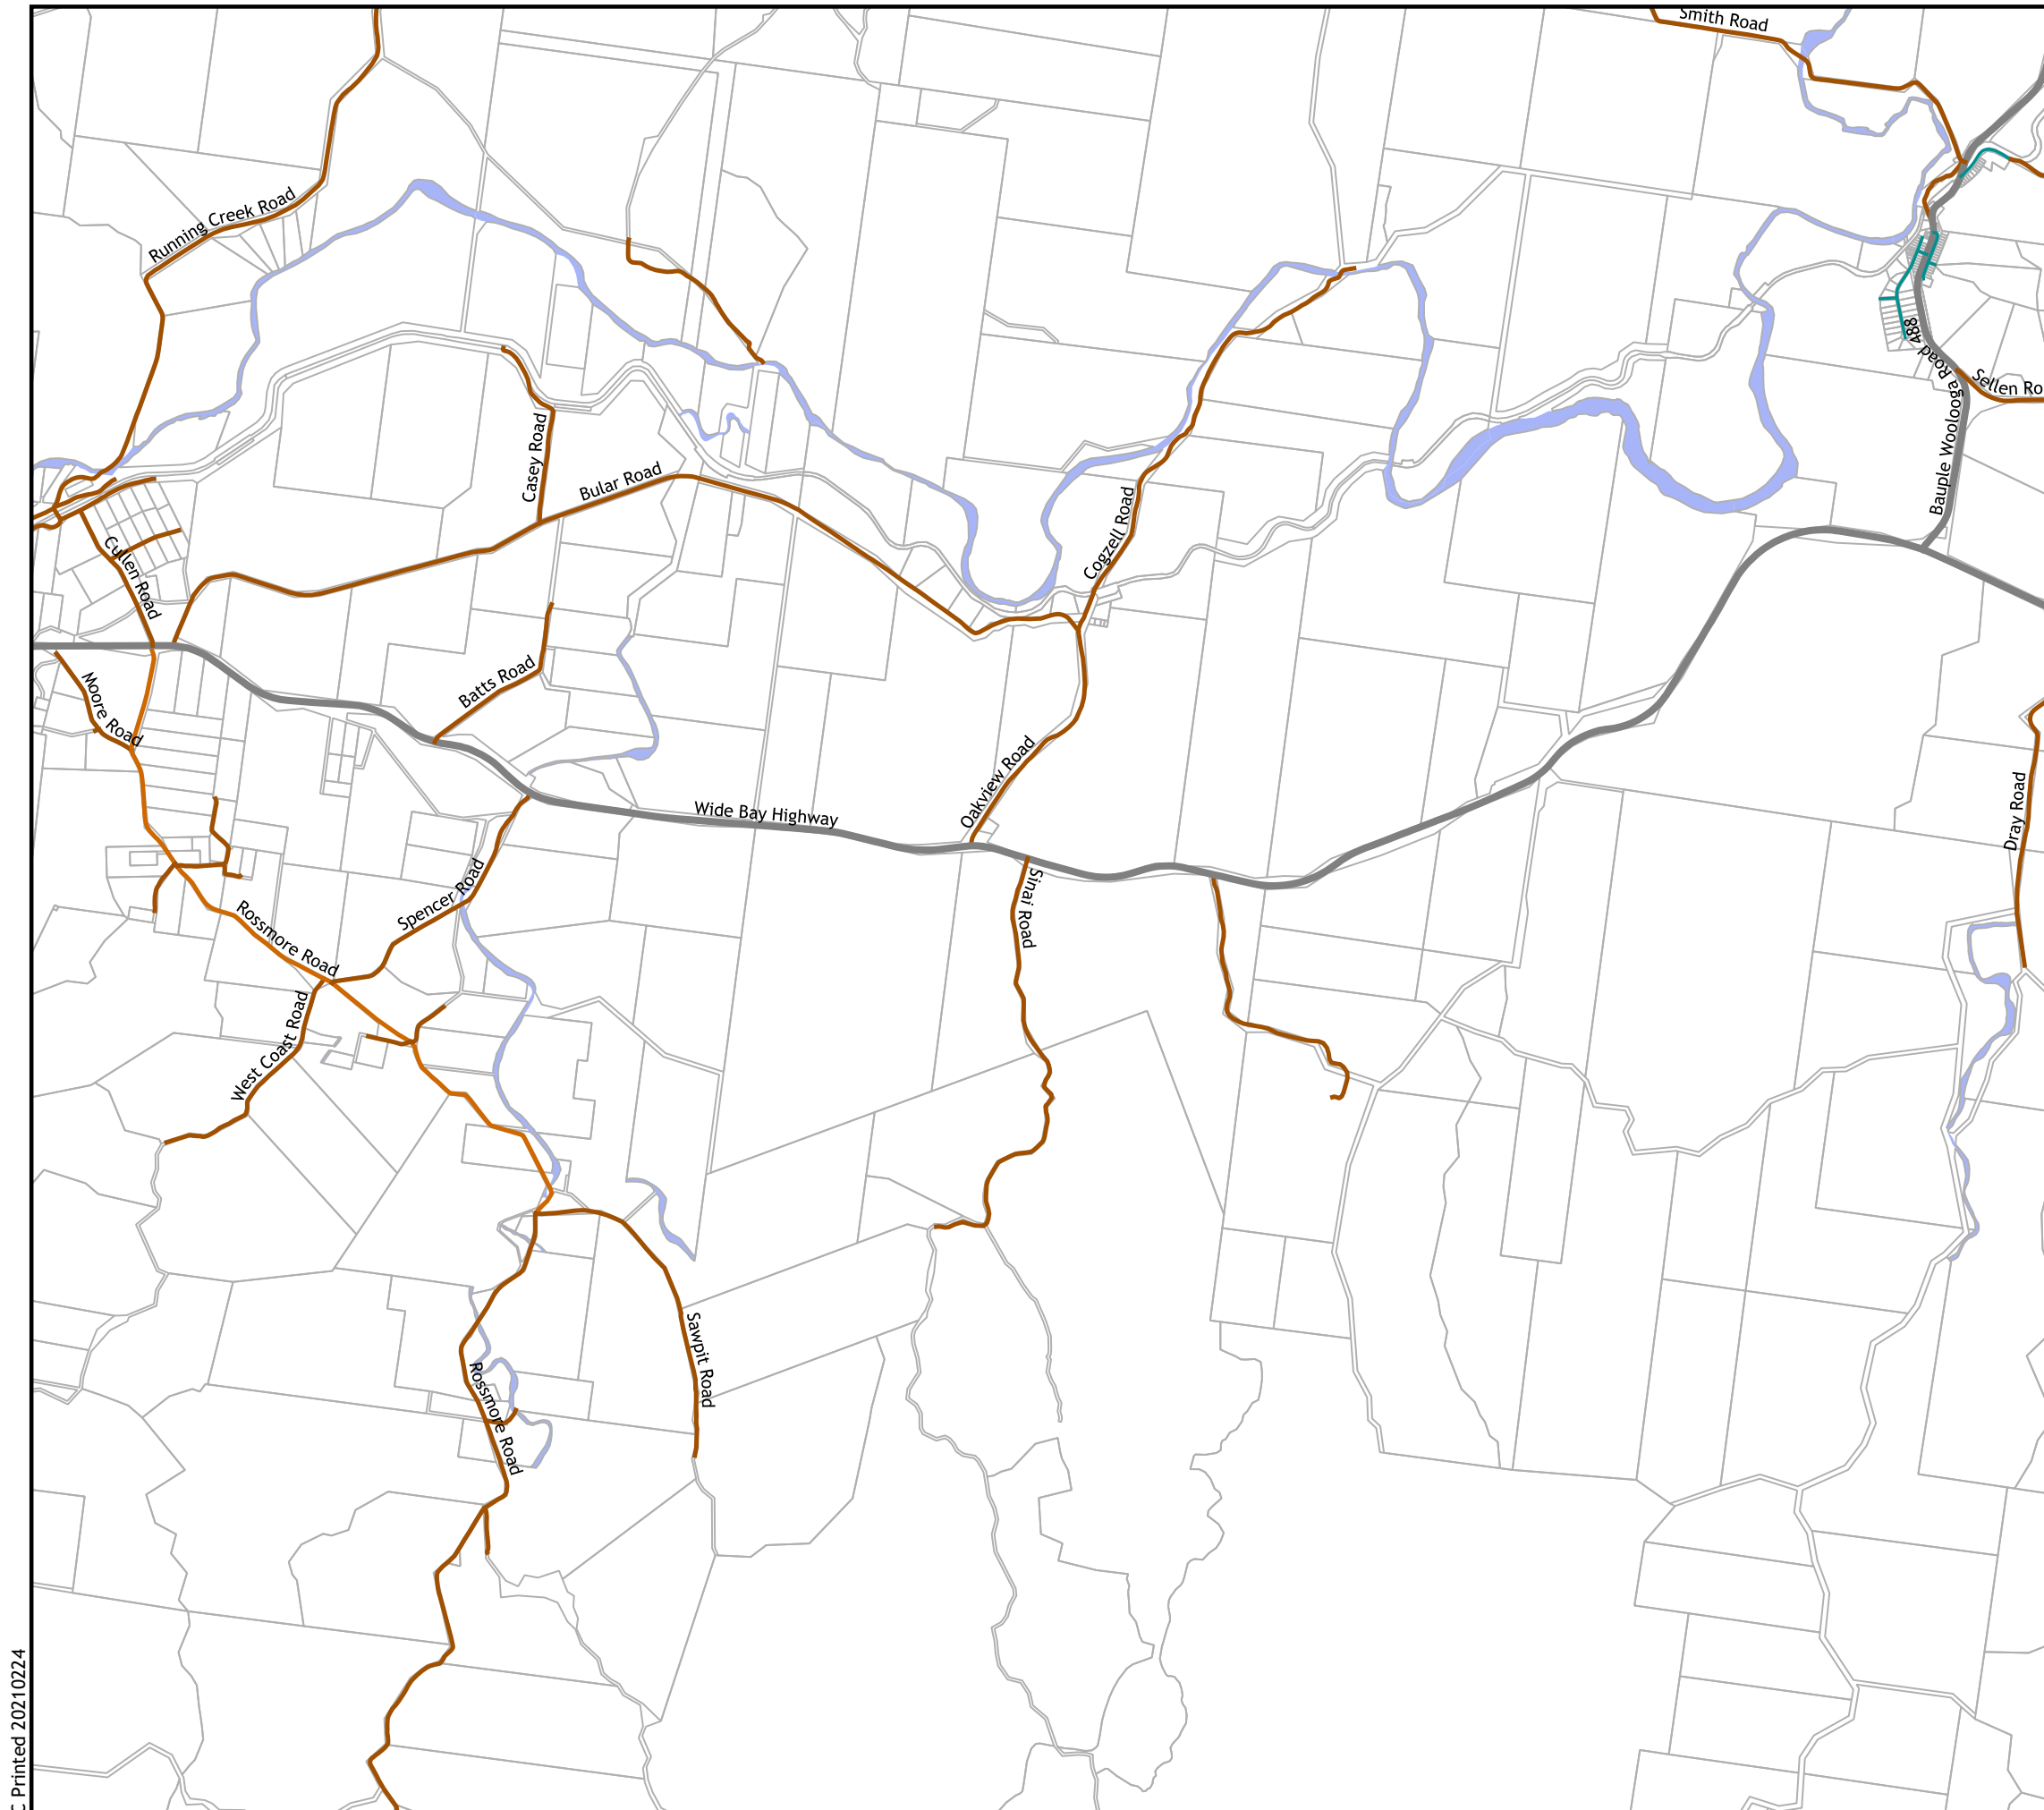 Smith Road
Running Creek Road
488
Bauple Woolooga Road
Sellen Ro
Casey Road
Bular Road
Cogzell Road
Cullen Road
Batts Road
Moore Road
Oakview Road
Wide Bay Highway
Dray Road
Spencer Road
Sinai Road
Rossmore Road
West Coast Road
Sawpit Road
Rossmore Road
C Printed 20210224